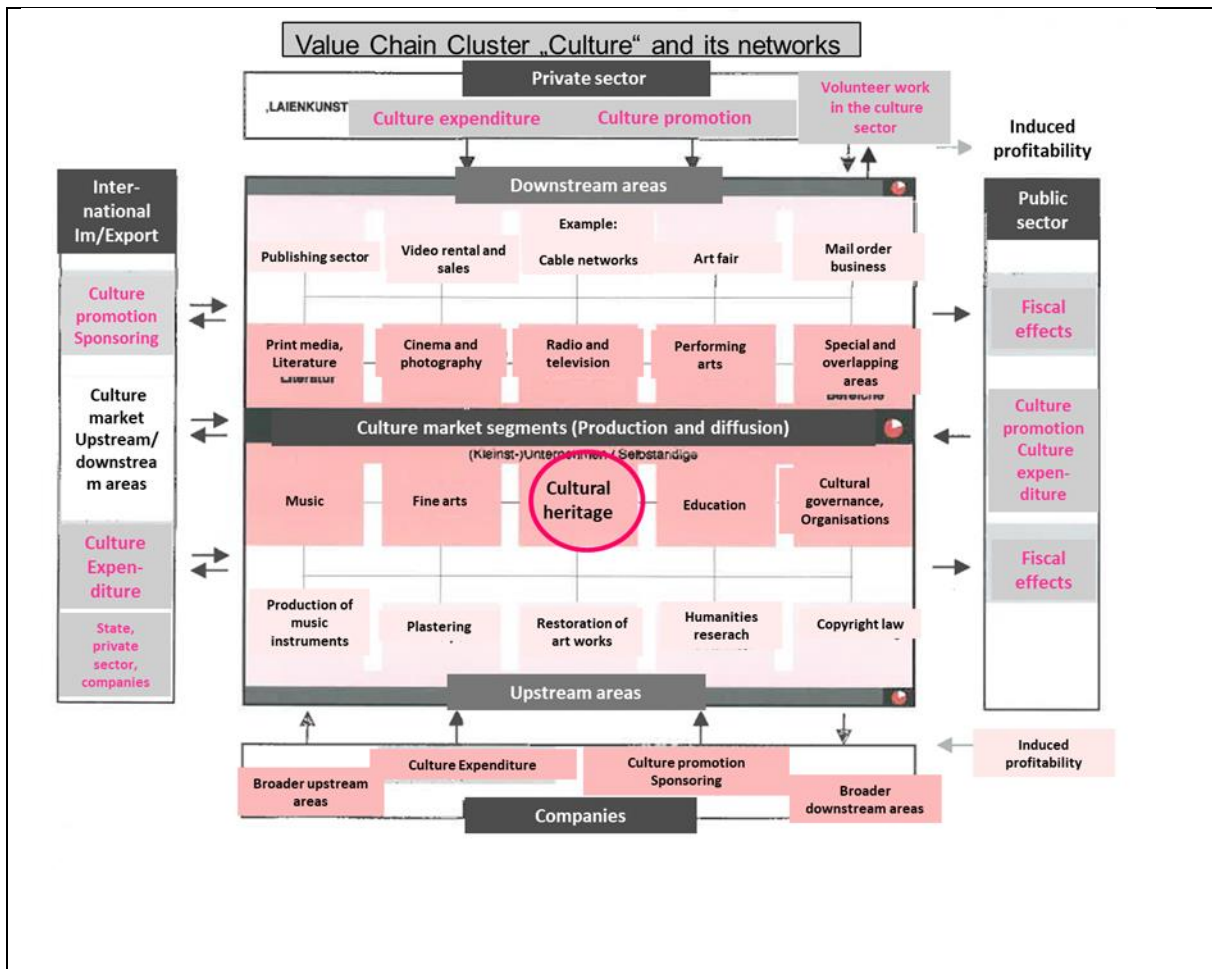 Value Chain Cluster „Culture“ and its networks
Private sector
‚LAIENKUNST
Culture expenditure
Culture promotion
Volunteer work
in the culture
sector
Induced
profitability
Inter-
national
Im/Export
Downstream areas
Public
sector
Example:
Publishing sector
Video rental and
sales
Cable networks
Art fair
Mail order
business
Culture
promotion
Sponsoring
Fiscal
effects
Print media,
Literature
Cinema and
photography
Radio and
television
Performing
arts
Special and
overlapping
areas
Culture
market
Upstream/
downstrea
m areas
Culture market segments (Production and diffusion)
(Kleinst-)Unternehmen / Selbständige
Culture
promotion
Culture
expen-
diture
Music
Fine arts
Cultural
heritage
Education
Cultural
governance,
Organisations
Culture
Expen-
diture
Fiscal
effects
Production of
music
instruments
Plastering
Restoration of
art works
Humanities
reserach
Copyright law
State,
private
sector,
companies
Upstream areas
Broader upstream
areas
Culture Expenditure
Culture promotion
Sponsoring
Broader
downstream areas
Induced
profitability
Companies